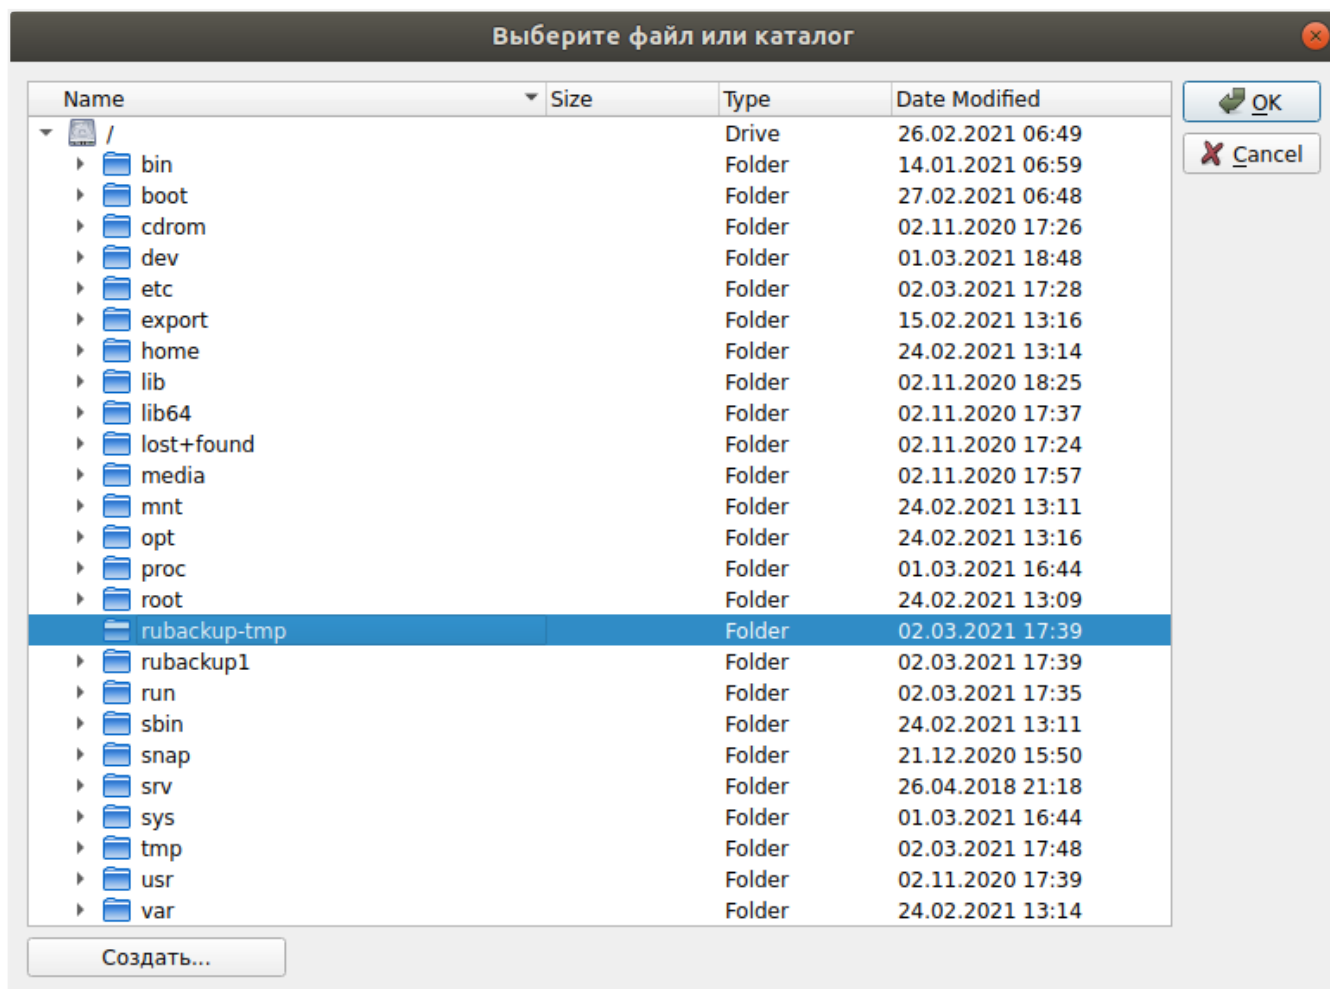 Выберите файл или каталог
Name Size Type Date Modified
OK
/ Drive 26.02.2021 06:49
Cancel
bin Folder 14.01.2021 06:59
boot Folder 27.02.2021 06:48
cdrom Folder 02.11.2020 17:26
dev Folder 01.03.2021 18:48
etc Folder 02.03.2021 17:28
export Folder 15.02.2021 13:16
home Folder 24.02.2021 13:14
lib Folder 02.11.2020 18:25
lib64 Folder 02.11.2020 17:37
lost+found Folder 02.11.2020 17:24
media Folder 02.11.2020 17:57
mnt Folder 24.02.2021 13:11
opt Folder 24.02.2021 13:16
proc Folder 01.03.2021 16:44
root Folder 24.02.2021 13:09
rubackup-tmp Folder 02.03.2021 17:39
rubackup1 Folder 02.03.2021 17:39
run Folder 02.03.2021 17:35
sbin Folder 24.02.2021 13:11
snap Folder 21.12.2020 15:50
srv Folder 26.04.2018 21:18
sys Folder 01.03.2021 16:44
tmp Folder 02.03.2021 17:48
usr Folder 02.11.2020 17:39
var Folder 24.02.2021 13:14
Создать...